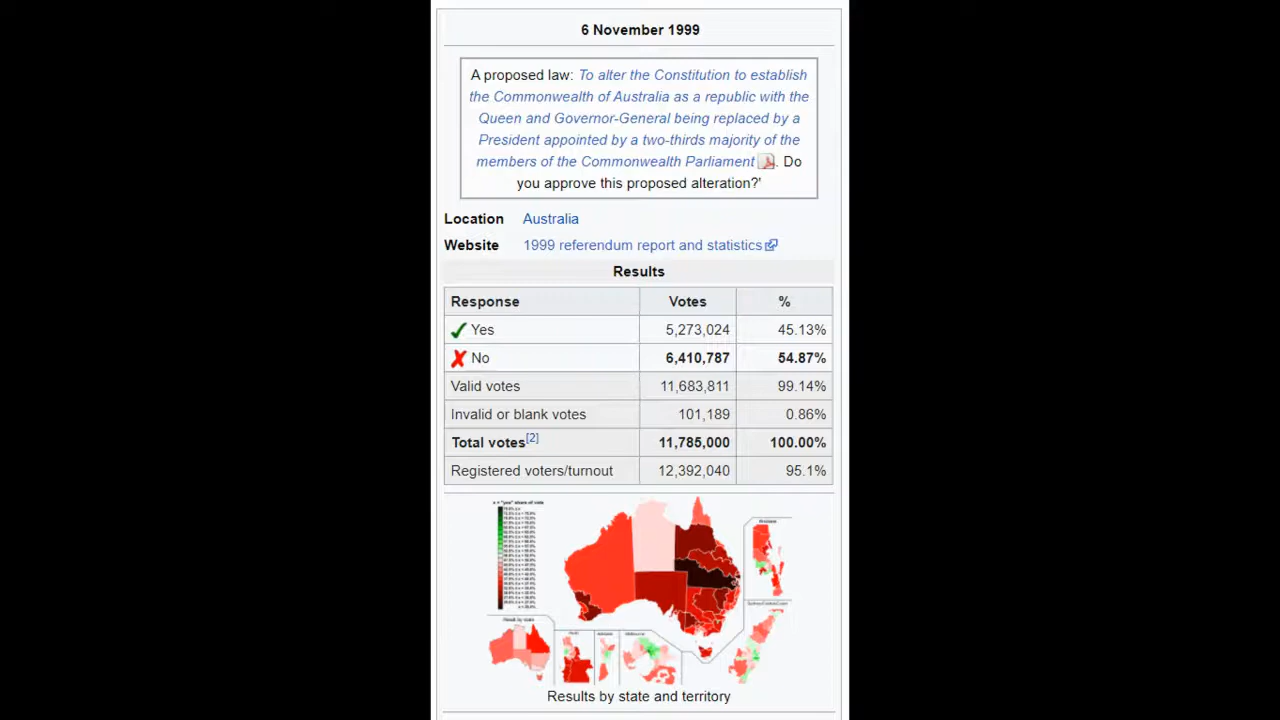 6 November 1999
A proposed law: To alter the Constitution to establish
the Commonwealth of Australia as a republic with the
Queen and Governor-General being replaced by a
President appointed by a two-thirds majority of the
members of the Commonwealth Parliament . Do
you approve this proposed alteration?'
Location Australia
Website 1999 referendum report and statistics
Results
Response Votes %
Yes 5,273,024 45.13%
No 6,410,787 54.87%
Valid votes 11,683,811 99.14%
Invalid or blank votes 101,189 0.86%
Total votes[2] 11,785,000 100.00%
Registered voters/turnout 12,392,040 95.1%
Results by state and territory